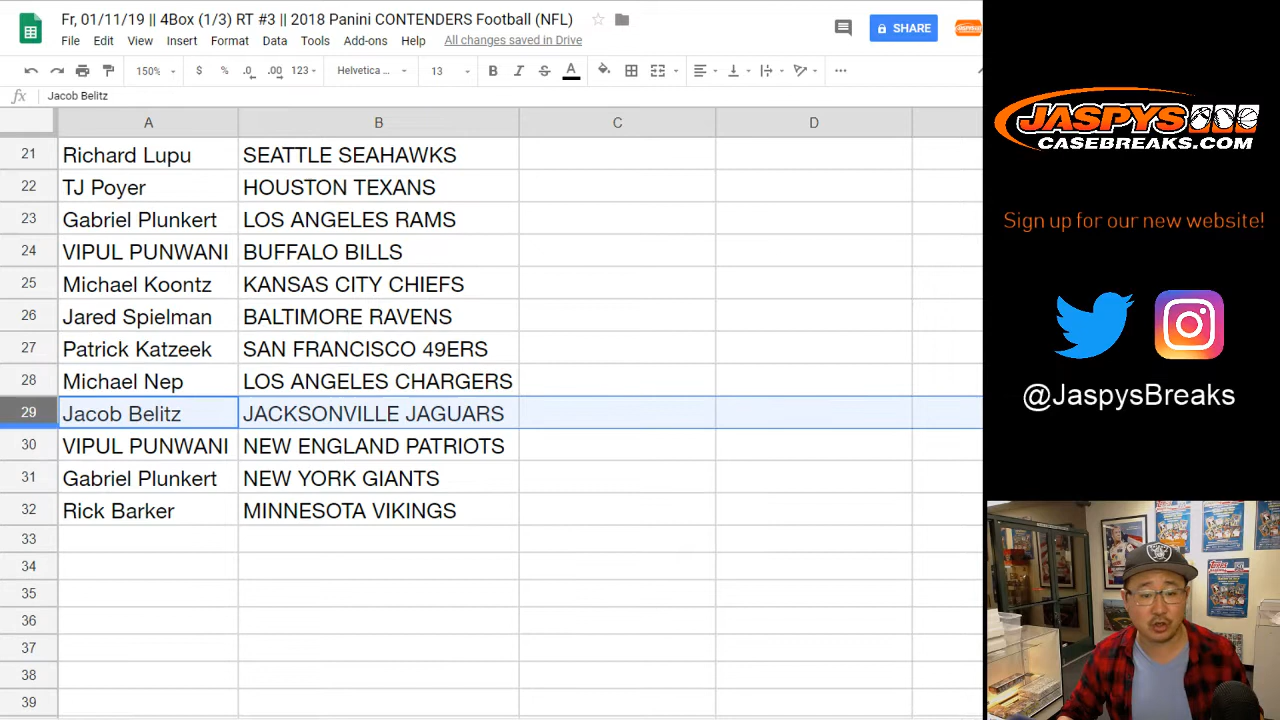 Fr, 01/11/19 || 4Box (1/3) RT #3 || 2018 Panini CONTENDERS Football (NFL)
File Edit View Insert Format Data Tools Add-ons Help All changes saved in Drive
SHARE
150% $ % .0 .00 123 Helvetica ... 13 B I S A
fx Jacob Belitz
A B C D
21 Richard Lupu SEATTLE SEAHAWKS
22 TJ Poyer HOUSTON TEXANS
23 Gabriel Plunkert LOS ANGELES RAMS
24 VIPUL PUNWANI BUFFALO BILLS
25 Michael Koontz KANSAS CITY CHIEFS
26 Jared Spielman BALTIMORE RAVENS
27 Patrick Katzeek SAN FRANCISCO 49ERS
28 Michael Nep LOS ANGELES CHARGERS
29 Jacob Belitz JACKSONVILLE JAGUARS
30 VIPUL PUNWANI NEW ENGLAND PATRIOTS
31 Gabriel Plunkert NEW YORK GIANTS
32 Rick Barker MINNESOTA VIKINGS
33
34
35
36
37
38
39
JASPYS
CASEBREAKS.COM
Sign up for our new website!
@JaspysBreaks